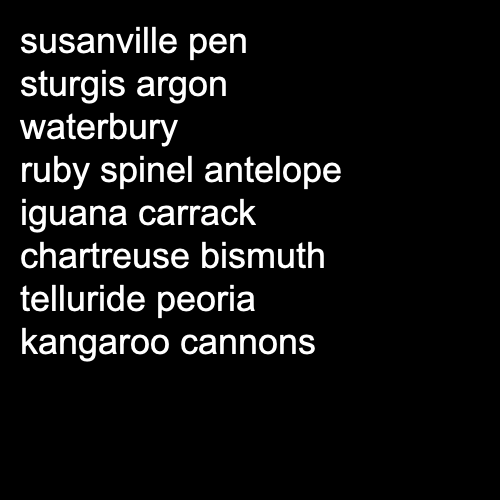 susanville pen
sturgis argon
waterbury
ruby spinel antelope
iguana carrack
chartreuse bismuth
telluride peoria
kangaroo cannons